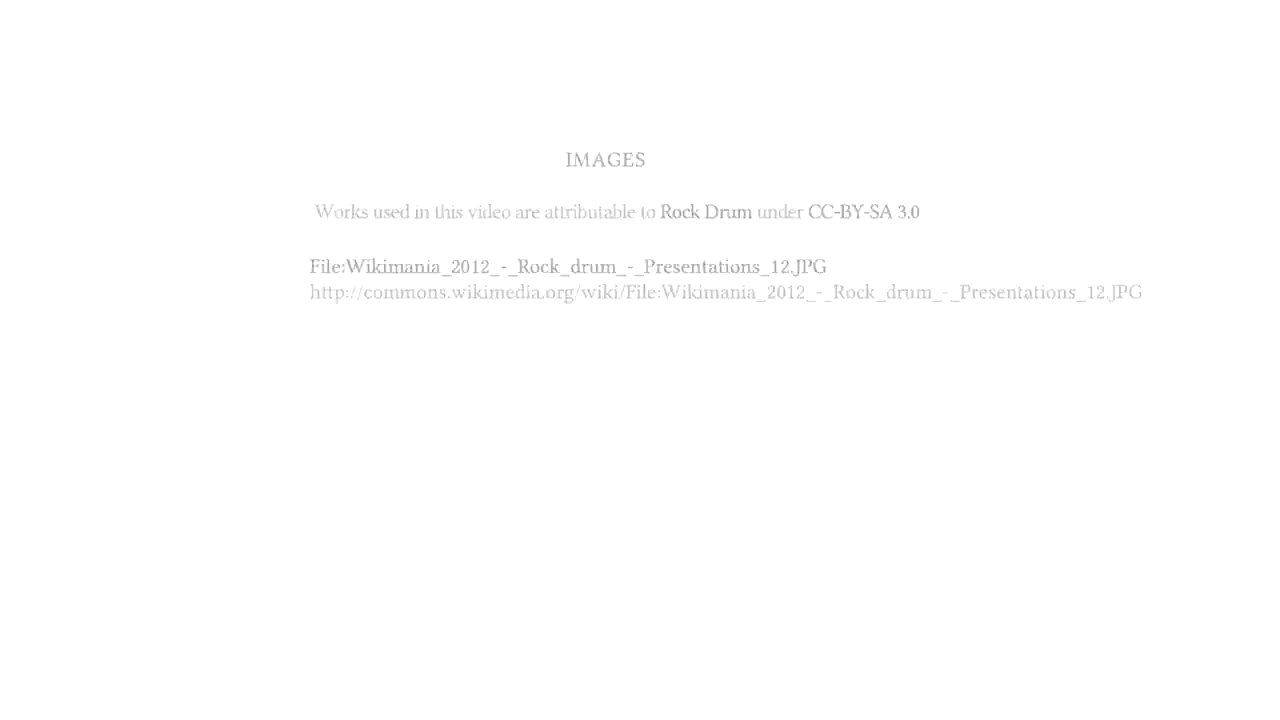 IMAGES
Works used in this video are attributable to Rock Drum under CC-BY-SA 3.0
File:Wikimania_2012_-_Rock_drum_-_Presentations_12.JPG
http://commons.wikimedia.org/wiki/File:Wikimania_2012_-_Rock_drum_-_Presentations_12.JPG